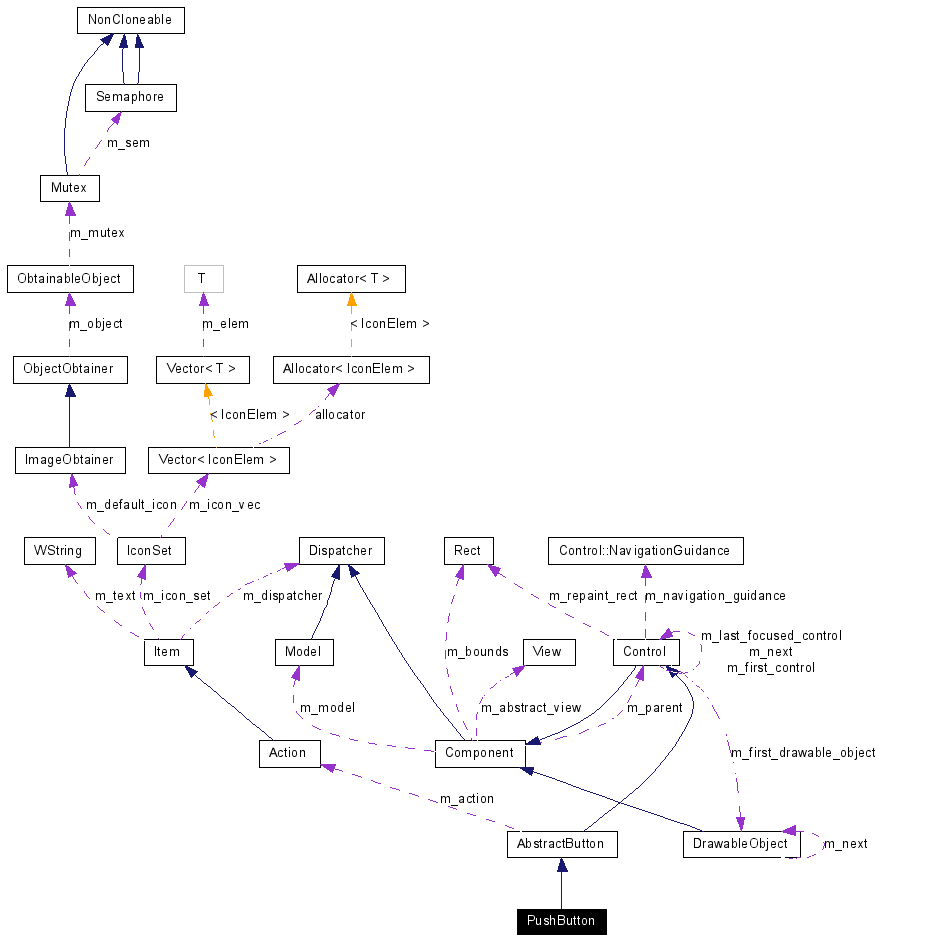 NonCloneable
Semaphore
m_sem
Mutex
m_mutex
ObtainableObject
T
Allocator< T >
m_object
m_elem
< IconElem >
ObjectObtainer
Vector< T >
Allocator< IconElem >
< IconElem >
allocator
ImageObtainer
Vector< IconElem >
m_default_icon
m_icon_vec
WString
IconSet
Dispatcher
Rect
Control::NavigationGuidance
m_text
m_icon_set
m_dispatcher
m_repaint_rect
m_navigation_guidance
m_last_focused_control
m_next
m_first_control
Item
Model
m_bounds
View
Control
m_model
m_abstract_view
m_parent
Action
Component
m_first_drawable_object
m_action
AbstractButton
DrawableObject
m_next
PushButton